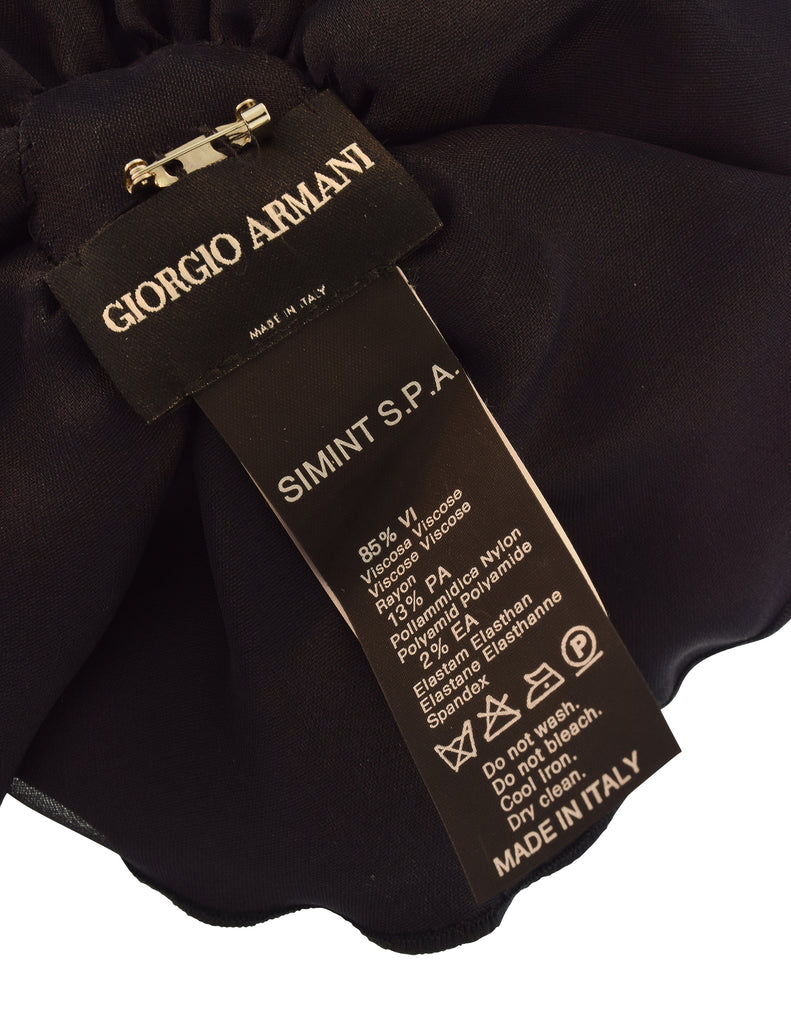 GIORGIO ARMANI
MADE IN ITALY
SIMINT S.P.A.
85% VI
Viscosa Viscose
Viscose Viscose
Rayon
13% PA
Poliammidica Nylon
Polyamid Polyamide
2% EA
Elastam Elasthan
Elastane Elasthanne
Spandex
P
Do not wash.
Do not bleach.
Cool iron.
Dry clean.
MADE IN ITALY